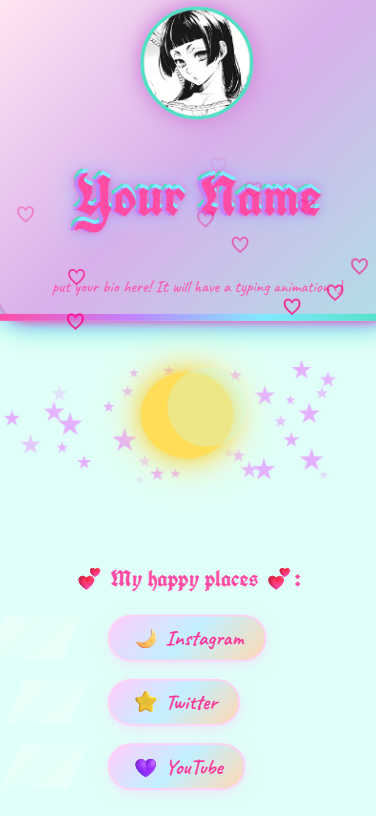 Your Name
put your bio here! It will have a typing animation :)
💕 My happy places 💕 :
🌙 Instagram
⭐ Twitter
💜 YouTube